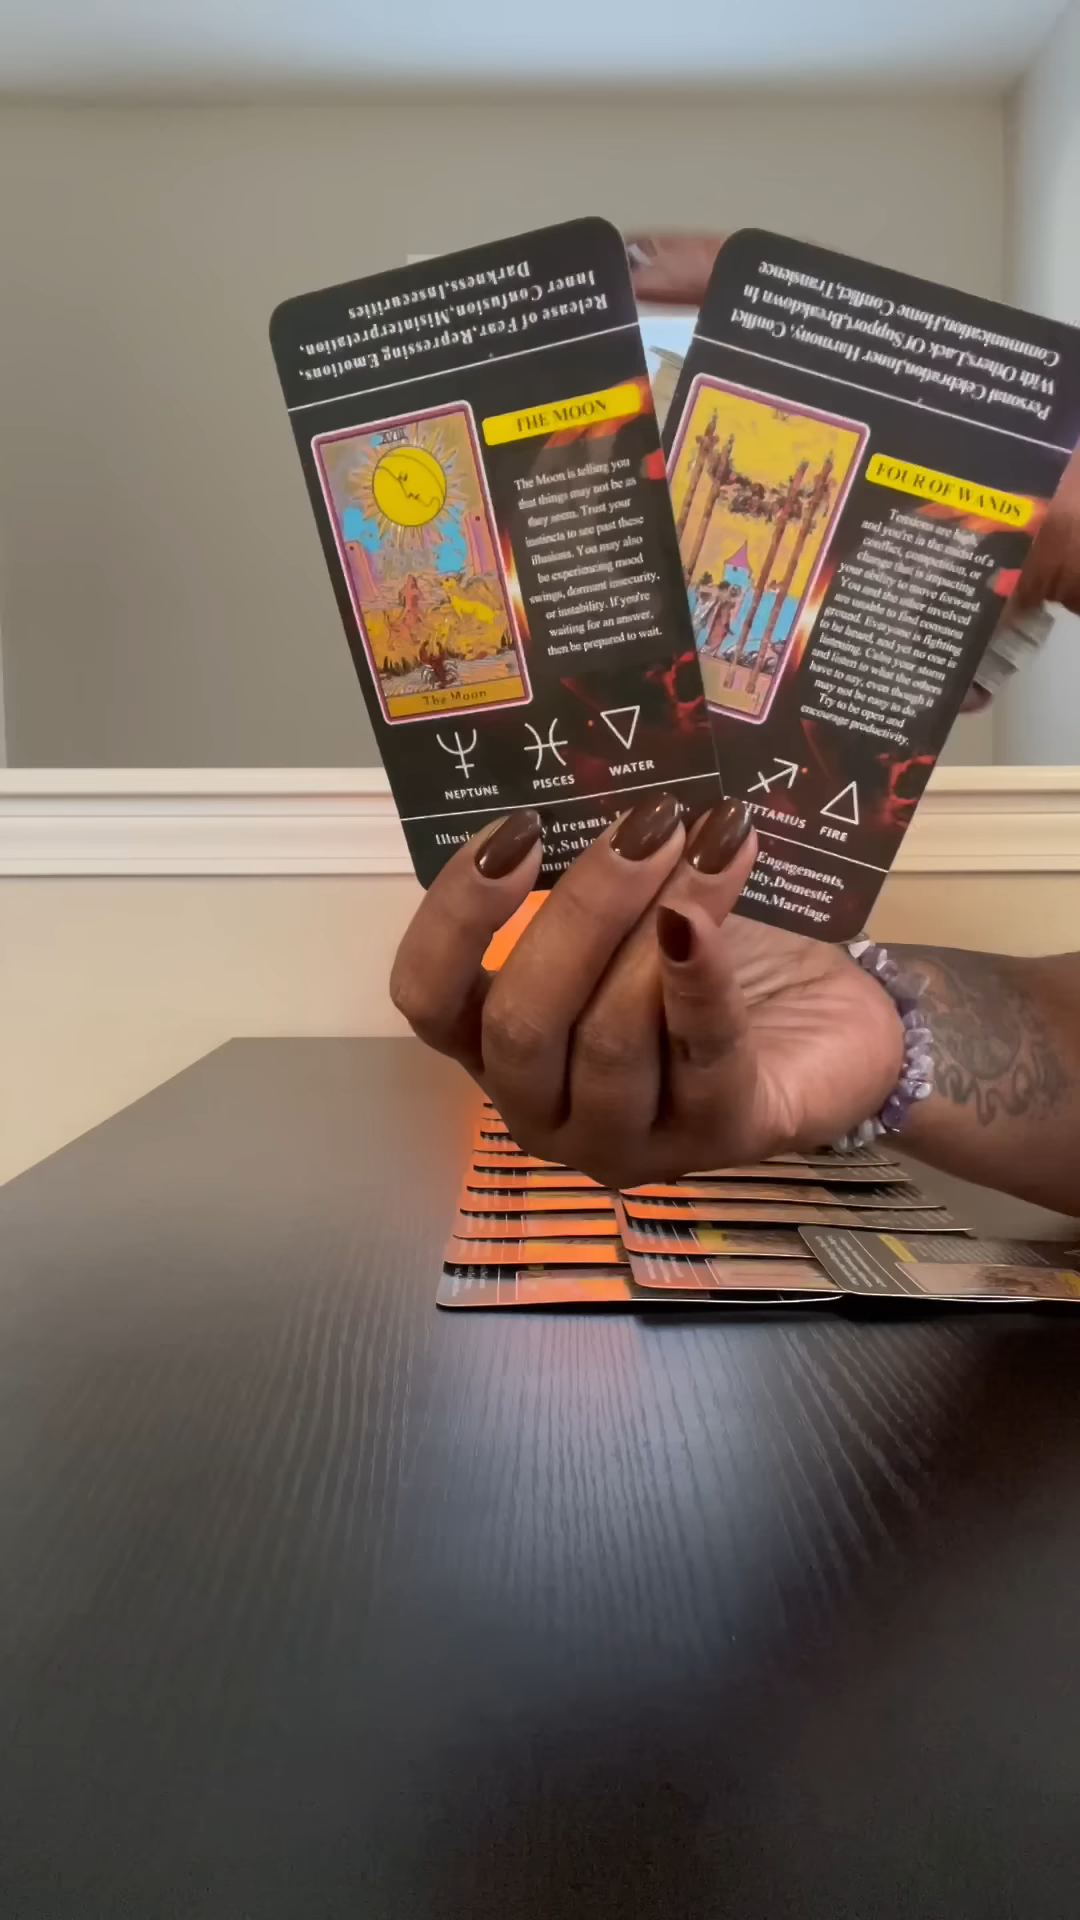 Release of Fear,Repressing Emotions,
Inner Confusion,Misinterpretation,
Darkness,Insecurities
XVIII
THE MOON
The Moon is telling you
that things may not be as
they seem. Trust your
instincts to see past these
illusions. You may also
be experiencing mood
swings, dormant insecurity,
or instability. If you're
waiting for an answer,
then be prepared to wait.
The Moon
NEPTUNE
PISCES
WATER
dreams,
Personal Celebration,Inner Harmony, Conflict
With Others,Lack Of Support,Breakdown In
Communication,Home Conflict,Transience
FOUR OF WANDS
Tensions are high,
and you're in the midst of a
conflict, competition, or
change that is impacting
your ability to move forward.
You and the other involved
are unable to find common
ground. Everyone is fighting
to be heard, and yet no one is
listening. Calm your storm
and listen to what the others
have to say, even though it
may not be easy to do.
Try to be open and
encourage productivity.
FIRE
Engagements,
Domestic
Marriage